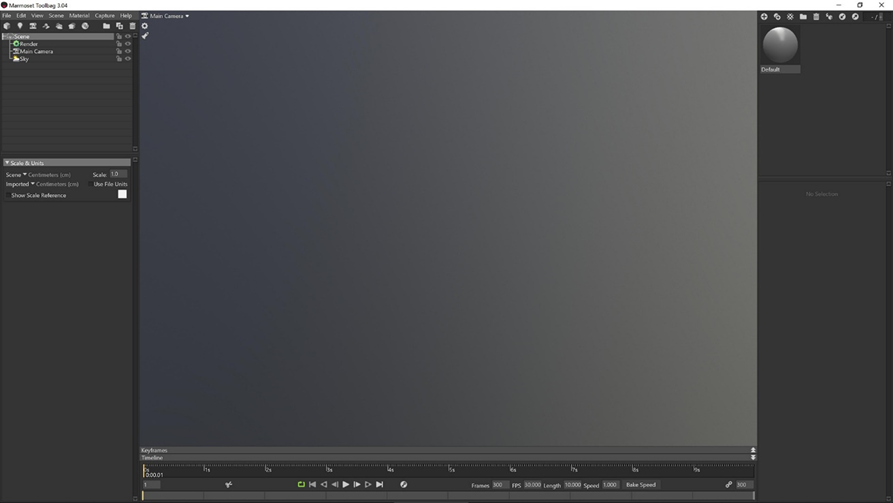 Marmoset Toolbag 3.04
File Edit View Scene Material Capture Help
Main Camera
Scene
Render
Main Camera
Sky
Default
Scale & Units
Scene Centimeters (cm) Scale: 1.0
Imported Centimeters (cm) Use File Units
Show Scale Reference
No Selection
Keyframes
Timeline
0s 1s 2s 3s 4s 5s 6s 7s 8s 9s
0:00.01
1 Frames 300 FPS 30.000 Length 10.000 Speed 1.000 Bake Speed 300